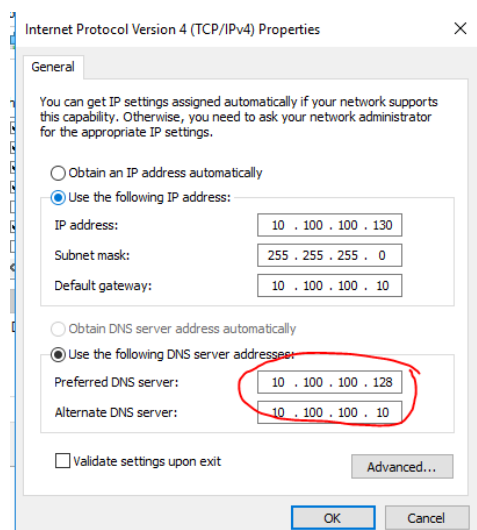 Internet Protocol Version 4 (TCP/IPv4) Properties
General
You can get IP settings assigned automatically if your network supports
this capability. Otherwise, you need to ask your network administrator
for the appropriate IP settings.
Obtain an IP address automatically
Use the following IP address:
IP address: 10 . 100 . 100 . 130
Subnet mask: 255 . 255 . 255 . 0
Default gateway: 10 . 100 . 100 . 10
Obtain DNS server address automatically
Use the following DNS server addresses:
Preferred DNS server: 10 . 100 . 100 . 128
Alternate DNS server: 10 . 100 . 100 . 10
Validate settings upon exit
Advanced...
OK Cancel